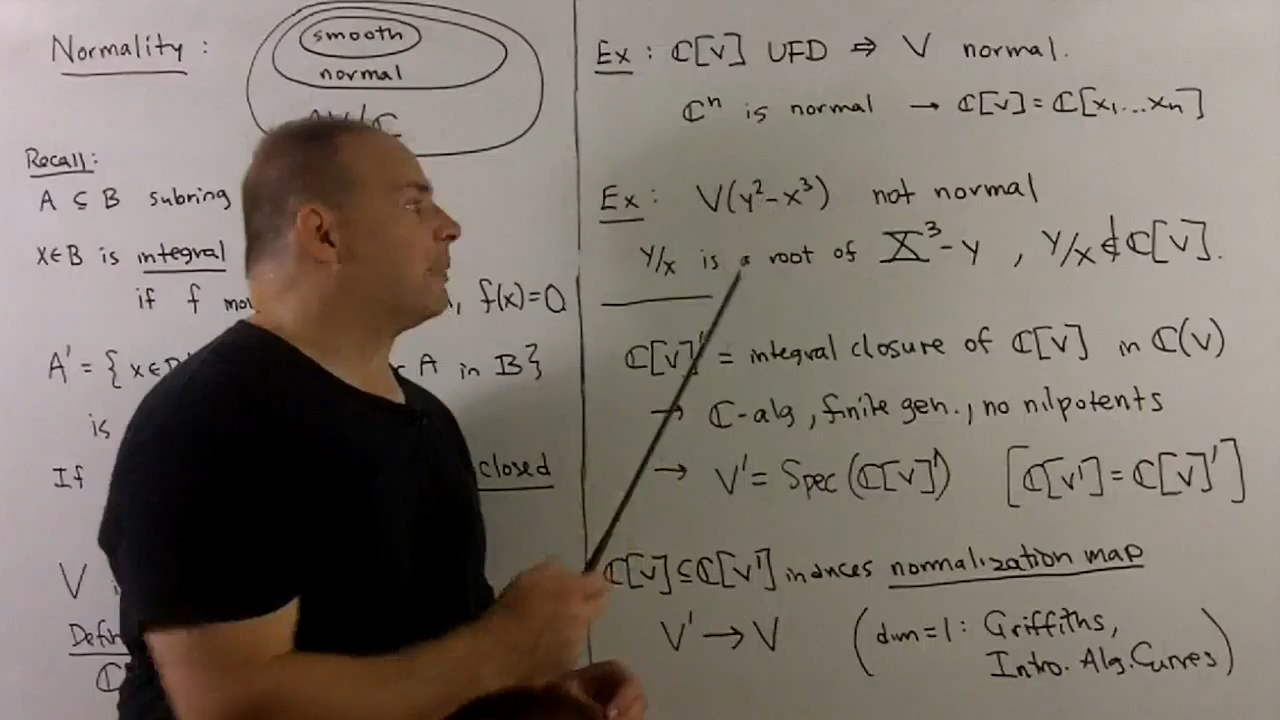 Normality :
smooth
normal
Recall:
A ⊆ B subring
x∈B is integral
if f mo , f(x)=0
A' = { x∈B A in B}
is
If closed
V
Defin
ℂ
Ex : ℂ[V] UFD ⇒ V normal.
ℂⁿ is normal → ℂ[V] = ℂ[x₁...xₙ]
Ex : V(y²-x³) not normal
y/x is a root of X³-y , y/x ∉ ℂ[V].
ℂ[V]' = integral closure of ℂ[V] in ℂ(V)
→ ℂ-alg, finite gen., no nilpotents
→ V' = Spec(ℂ[V]') [ℂ[V'] = ℂ[V]']
ℂ[V] ⊆ ℂ[V'] induces normalization map
V' → V (dim=1: Griffiths,
Intro. Alg. Curves)